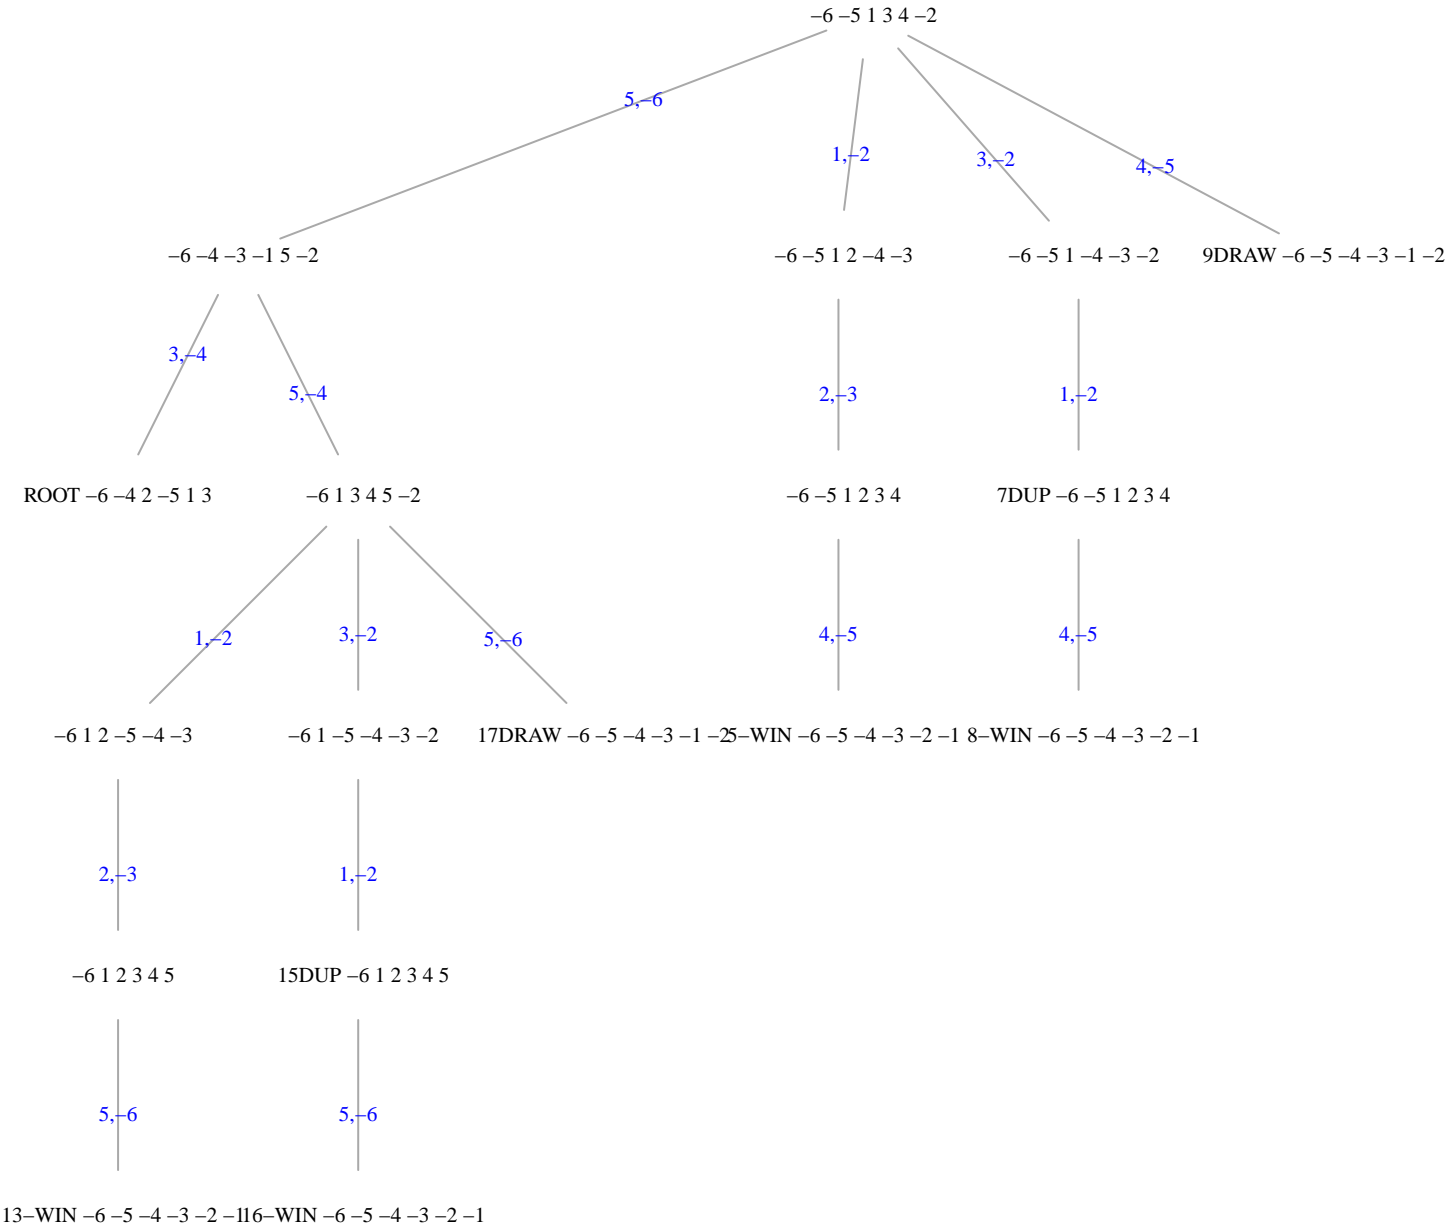 –6 –5 1 3 4 –2
5,–6
1,–2
3,–2
4,–5
–6 –4 –3 –1 5 –2
–6 –5 1 2 –4 –3
–6 –5 1 –4 –3 –2
9DRAW –6 –5 –4 –3 –1 –2
3,–4
5,–4
2,–3
1,–2
ROOT –6 –4 2 –5 1 3
–6 1 3 4 5 –2
–6 –5 1 2 3 4
7DUP –6 –5 1 2 3 4
1,–2
3,–2
5,–6
4,–5
4,–5
–6 1 2 –5 –4 –3
–6 1 –5 –4 –3 –2
17DRAW –6 –5 –4 –3 –1 –2
5–WIN –6 –5 –4 –3 –2 –1
8–WIN –6 –5 –4 –3 –2 –1
2,–3
1,–2
–6 1 2 3 4 5
15DUP –6 1 2 3 4 5
5,–6
5,–6
13–WIN –6 –5 –4 –3 –2 –1
16–WIN –6 –5 –4 –3 –2 –1